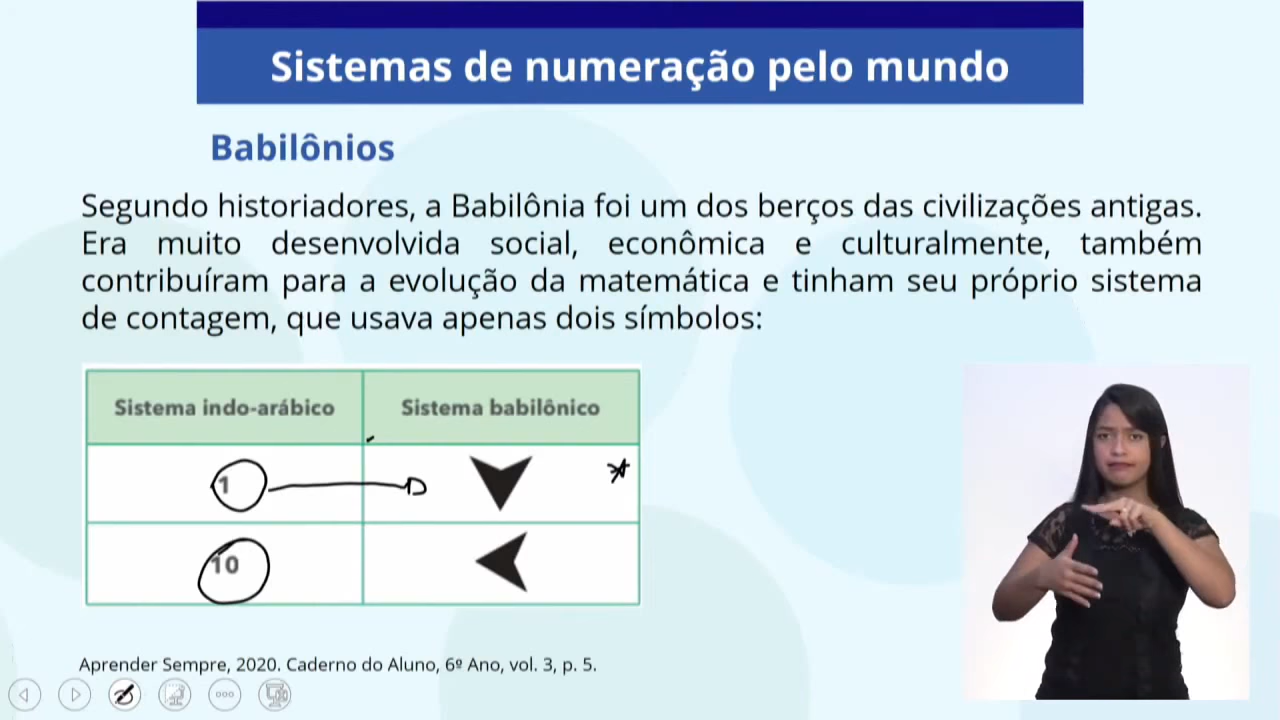 Sistemas de numeração pelo mundo
Babilônios
Segundo historiadores, a Babilônia foi um dos berços das civilizações antigas.
Era muito desenvolvida social, econômica e culturalmente, também
contribuíram para a evolução da matemática e tinham seu próprio sistema
de contagem, que usava apenas dois símbolos:
Sistema indo-arábico Sistema babilônico
1
10
Aprender Sempre, 2020. Caderno do Aluno, 6º Ano, vol. 3, p. 5.